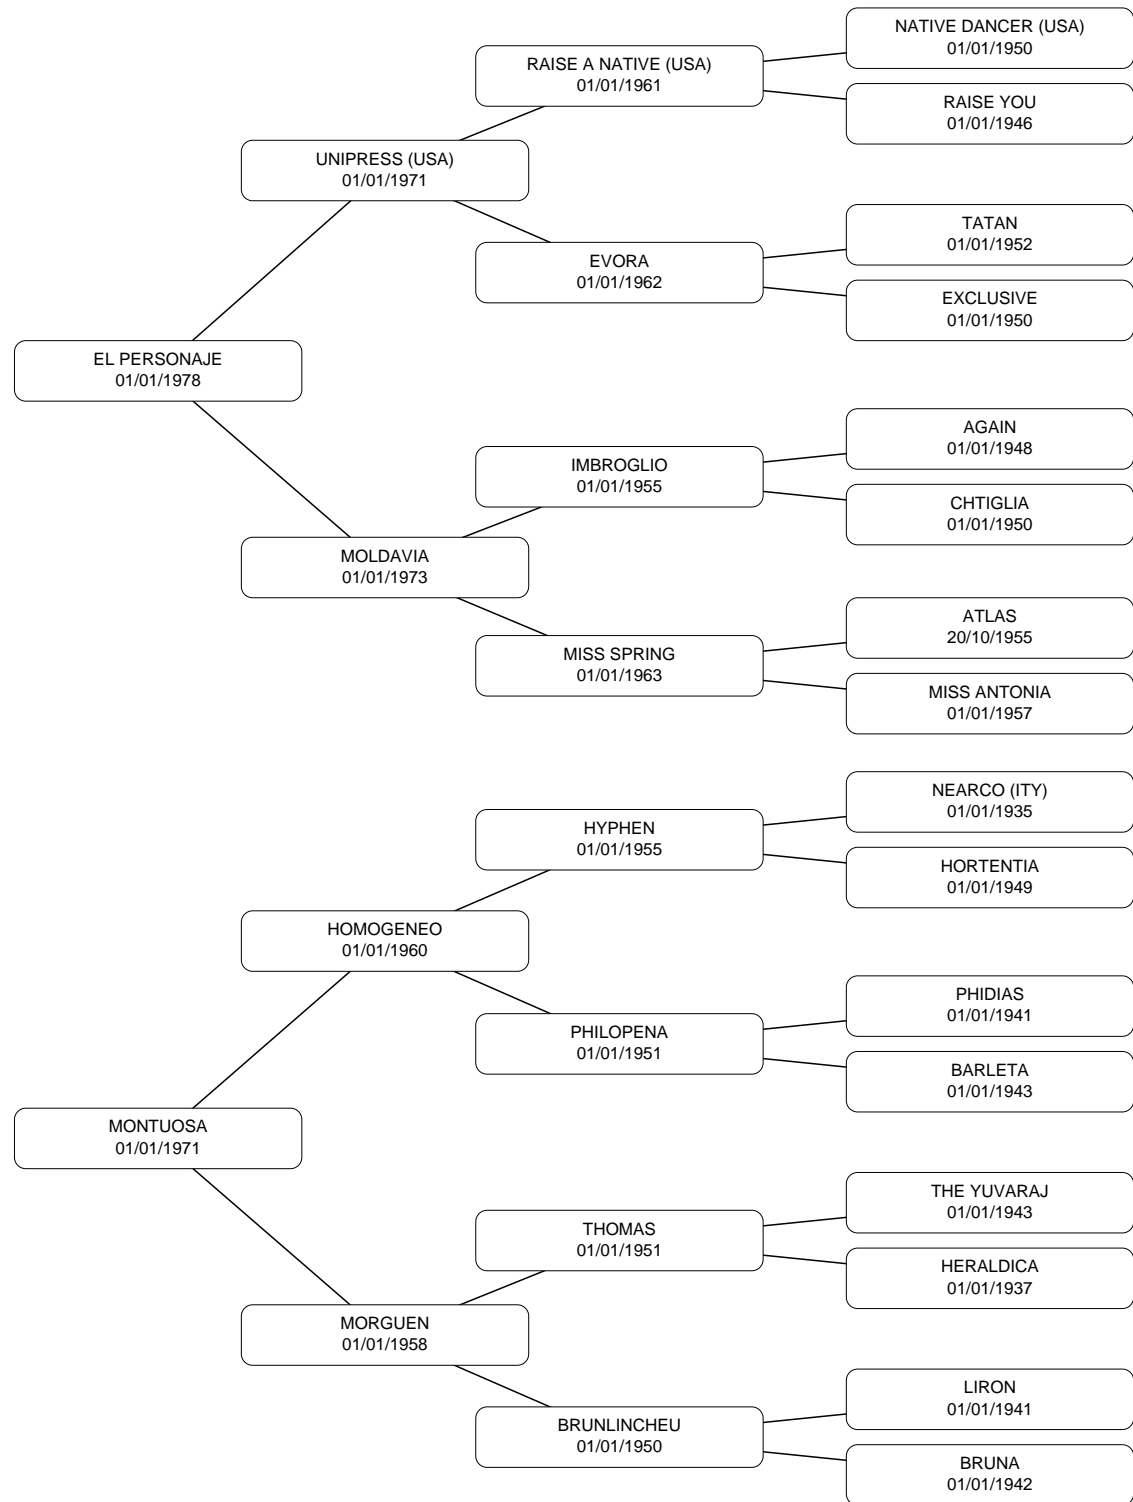 NATIVE DANCER (USA)
01/01/1950
RAISE A NATIVE (USA)
01/01/1961
RAISE YOU
01/01/1946
UNIPRESS (USA)
01/01/1971
TATAN
01/01/1952
EVORA
01/01/1962
EXCLUSIVE
01/01/1950
EL PERSONAJE
01/01/1978
AGAIN
01/01/1948
IMBROGLIO
01/01/1955
CHTIGLIA
01/01/1950
MOLDAVIA
01/01/1973
ATLAS
20/10/1955
MISS SPRING
01/01/1963
MISS ANTONIA
01/01/1957
NEARCO (ITY)
01/01/1935
HYPHEN
01/01/1955
HORTENTIA
01/01/1949
HOMOGENEO
01/01/1960
PHIDIAS
01/01/1941
PHILOPENA
01/01/1951
BARLETA
01/01/1943
MONTUOSA
01/01/1971
THE YUVARAJ
01/01/1943
THOMAS
01/01/1951
HERALDICA
01/01/1937
MORGUEN
01/01/1958
LIRON
01/01/1941
BRUNLINCHEU
01/01/1950
BRUNA
01/01/1942